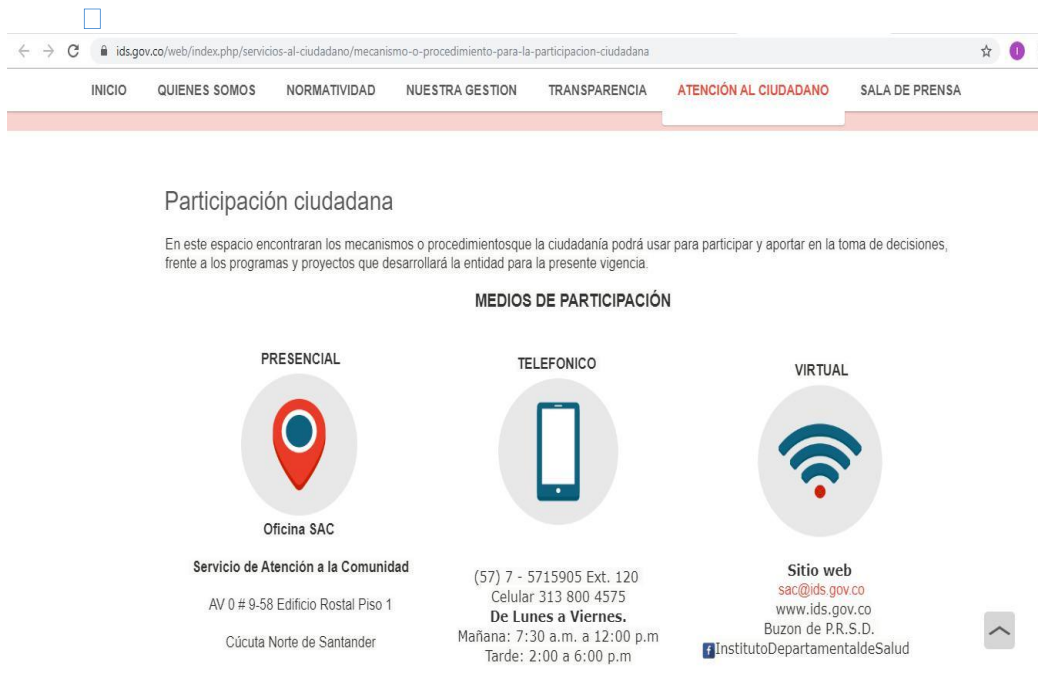 ids.gov.co/web/index.php/servicios-al-ciudadano/mecanismo-o-procedimiento-para-la-participacion-ciudadana
I
INICIO QUIENES SOMOS NORMATIVIDAD NUESTRA GESTION TRANSPARENCIA ATENCIÓN AL CIUDADANO SALA DE PRENSA
Participación ciudadana
En este espacio encontraran los mecanismos o procedimientosque la ciudadanía podrá usar para participar y aportar en la toma de decisiones,
frente a los programas y proyectos que desarrollará la entidad para la presente vigencia.
MEDIOS DE PARTICIPACIÓN
PRESENCIAL
Oficina SAC
Servicio de Atención a la Comunidad
AV 0 # 9-58 Edificio Rostal Piso 1
Cúcuta Norte de Santander
TELEFONICO
(57) 7 - 5715905 Ext. 120
Celular 313 800 4575
De Lunes a Viernes.
Mañana: 7:30 a.m. a 12:00 p.m
Tarde: 2:00 a 6:00 p.m
VIRTUAL
Sitio web
sac@ids.gov.co
www.ids.gov.co
Buzon de P.R.S.D.
f InstitutoDepartamentaldeSalud